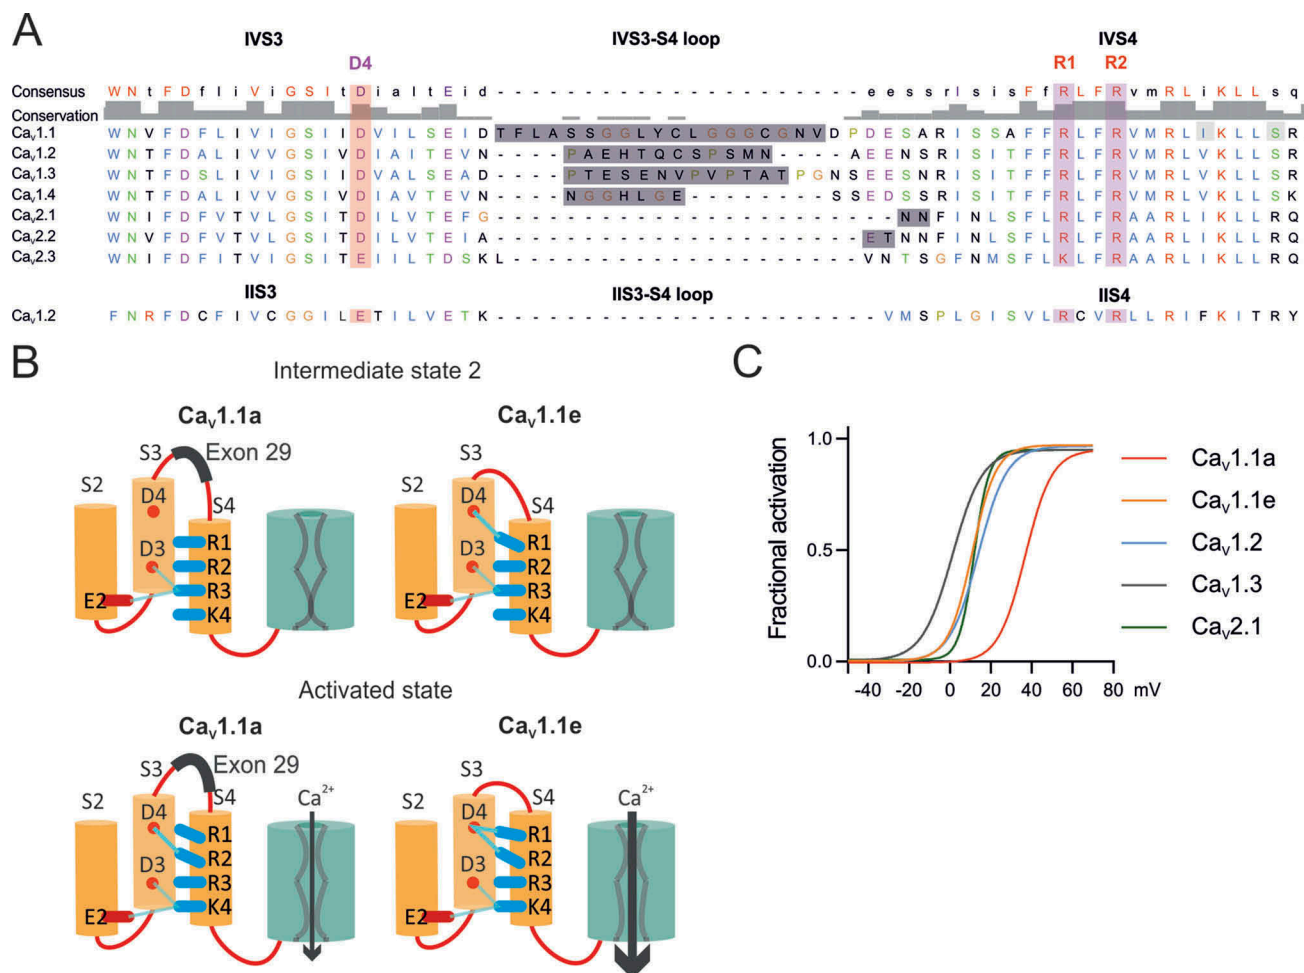 A
IVS3 IVS3-S4 loop IVS4
D4 R1 R2
Consensus W N t F D f l i V i G S I t D i a l t E i d - - - - - - - - - - - - - - - - - - - - - e e s s r I s i s F f R L F R v m R L i K L L s q
Conservation
Cav1.1 W N V F D F L I V I G S I I D V I L S E I D T F L A S S G G L Y C L G G G C G N V D P D E S A R I S S A F F R L F R V M R L I K L L S R
Cav1.2 W N T F D A L I V V G S I V D I A I T E V N - - - - P A E H T Q C S P S M N - - - - A E E N S R I S I T F F R L F R V M R L V K L L S R
Cav1.3 W N T F D S L I V I G S I I D V A L S E A D - - - - P T E S E N V P V P T A T P G N S E E S N R I S I T F F R L F R V M R L V K L L S R
Cav1.4 W N T F D A L I V V G S I V D I A V T E V N - - - - N G G H L G E - - - - - - - - S S E D S S R I S I T F F R L F R V M R L V K L L S K
Cav2.1 W N I F D F V T V L G S I T D I L V T E F G - - - - - - - - - - - - - - - - - - - - - - - N N F I N L S F L R L F R A A R L I K L L R Q
Cav2.2 W N V F D F V T V L G S I T D I L V T E I A - - - - - - - - - - - - - - - - - - - - - E T N N F I N L S F L R L F R A A R L I K L L R Q
Cav2.3 W N I F D F V T V L G S I T E I I L T D S K L - - - - - - - - - - - - - - - - - - - - V N T S G F N M S F L K L F R A A R L I K L L R Q
IIS3 IIS3-S4 loop IIS4
Cav1.2 F N R F D C F I V C G G I L E T I L V E T K - - - - - - - - - - - - - - - - - - - - - - V M S P L G I S V L R C V R L L R I F K I T R Y
B
Intermediate state 2
Cav1.1a
S3
Exon 29
S2
D4
S4
R1
D3
R2
R3
E2
K4
Cav1.1e
S3
S2
D4
S4
R1
D3
R2
R3
E2
K4
Activated state
Cav1.1a
S3
Exon 29
S2
D4
S4
R1
R2
D3
R3
E2
K4
Ca2+
Cav1.1e
S3
S2
D4
S4
R1
R2
D3
R3
E2
K4
Ca2+
C
Fractional activation
1.0
0.5
0.0
-40 -20 0 20 40 60 80 mV
Cav1.1a
Cav1.1e
Cav1.2
Cav1.3
Cav2.1